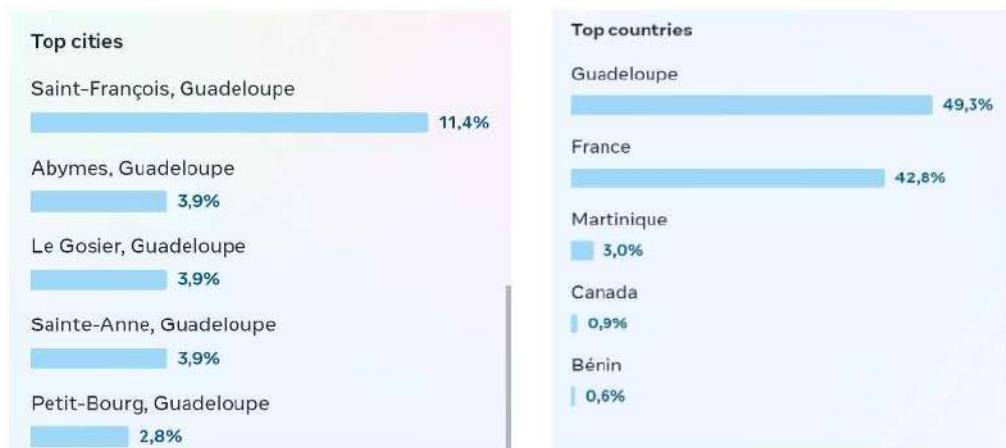 Top cities
Saint-François, Guadeloupe
11,4%
Abymes, Guadeloupe
3,9%
Le Gosier, Guadeloupe
3,9%
Sainte-Anne, Guadeloupe
3,9%
Petit-Bourg, Guadeloupe
2,8%
Top countries
Guadeloupe
49,3%
France
42,8%
Martinique
3,0%
Canada
0,9%
Bénin
0,6%